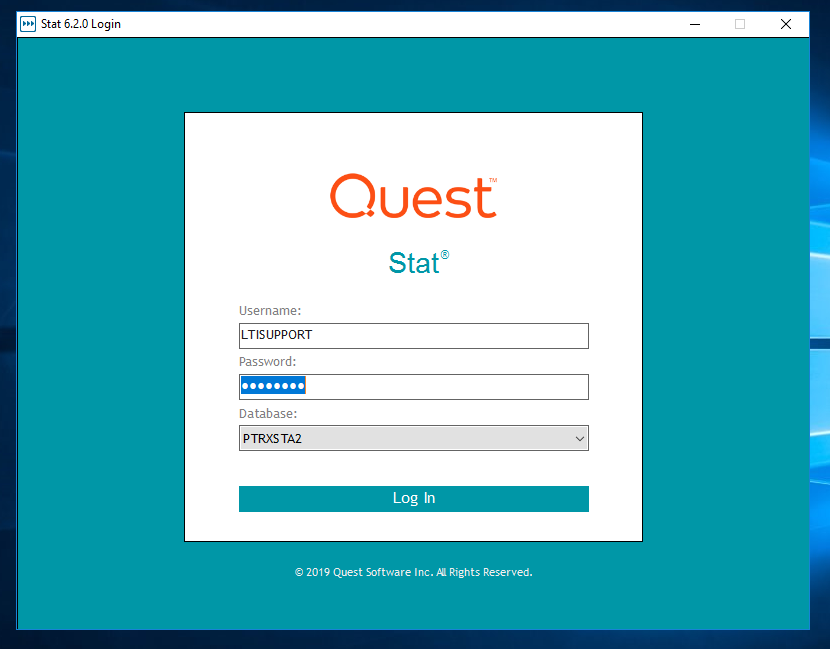 Stat 6.2.0 Login
Quest™
Stat®
Username:
LTISUPPORT
Password:
••••••••
Database:
PTRXSTA2
Log In
© 2019 Quest Software Inc. All Rights Reserved.